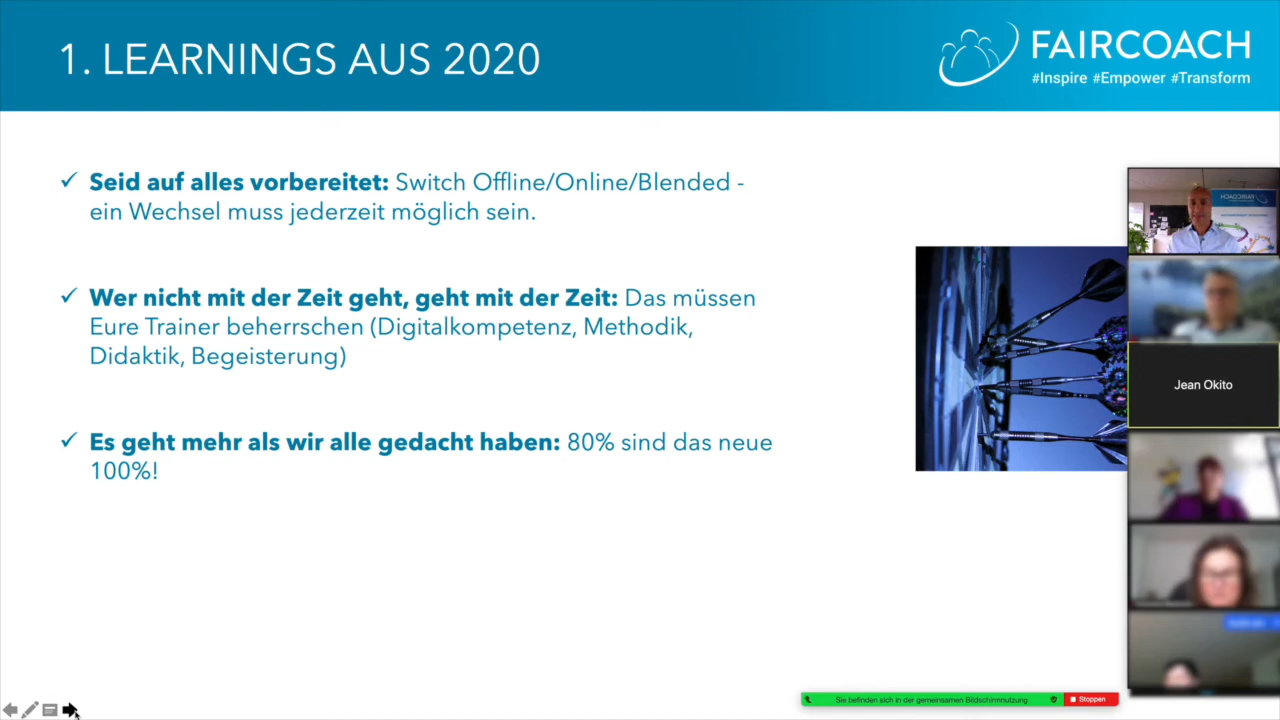 1. LEARNINGS AUS 2020
FAIRCOACH
#Inspire #Empower #Transform
✓ Seid auf alles vorbereitet: Switch Offline/Online/Blended -
ein Wechsel muss jederzeit möglich sein.
✓ Wer nicht mit der Zeit geht, geht mit der Zeit: Das müssen
Eure Trainer beherrschen (Digitalkompetenz, Methodik,
Didaktik, Begeisterung)
✓ Es geht mehr als wir alle gedacht haben: 80% sind das neue
100%!
FAIRCOACH
Jean Okito
Sie befinden sich in der gemeinsamen Bildschirmnutzung
Stoppen